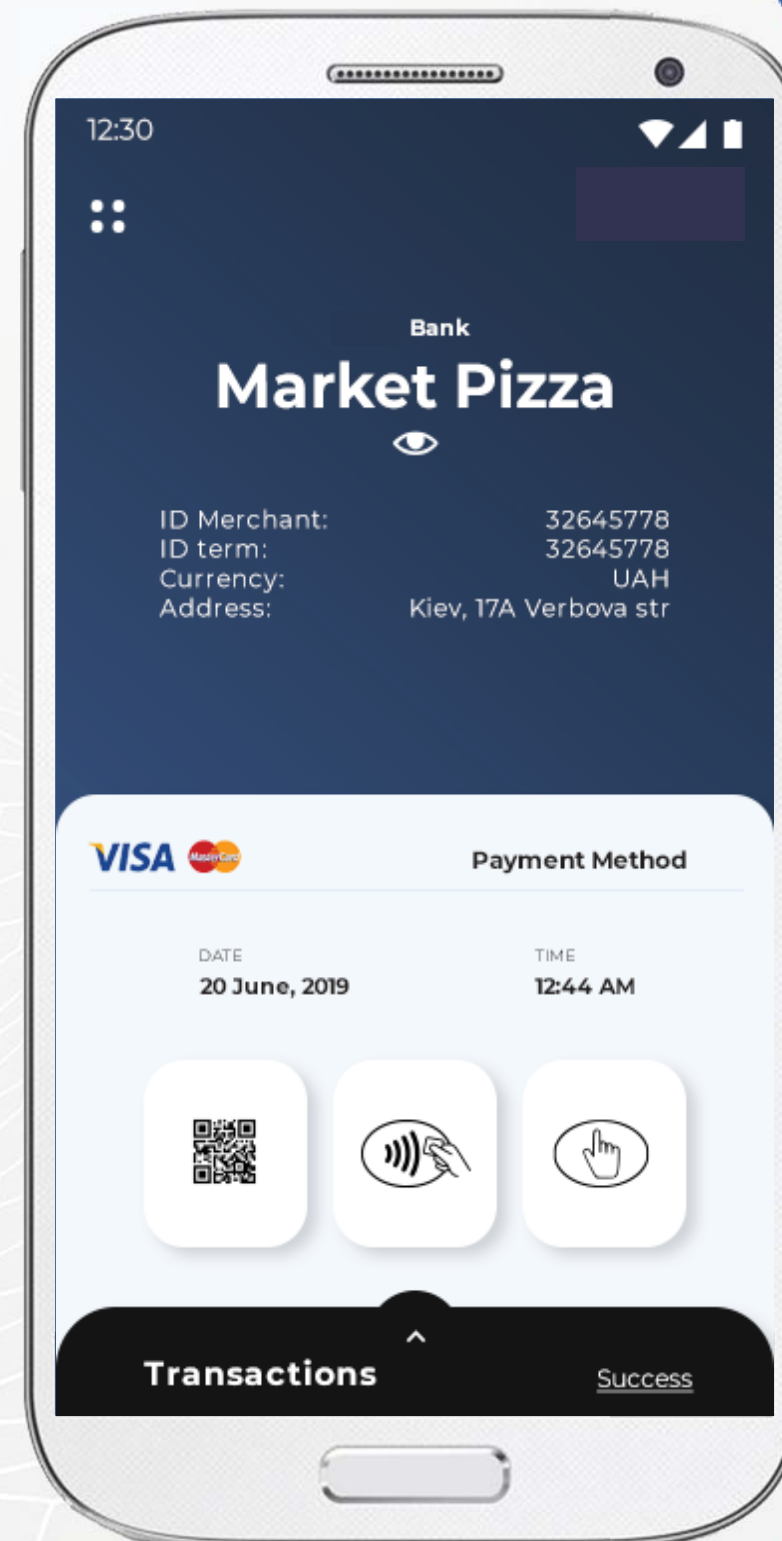 12:30
Bank
Market Pizza
ID Merchant: 32645778
ID term: 32645778
Currency: UAH
Address: Kiev, 17A Verbova str
VISA MasterCard Payment Method
DATE TIME
20 June, 2019 12:44 AM
Transactions Success